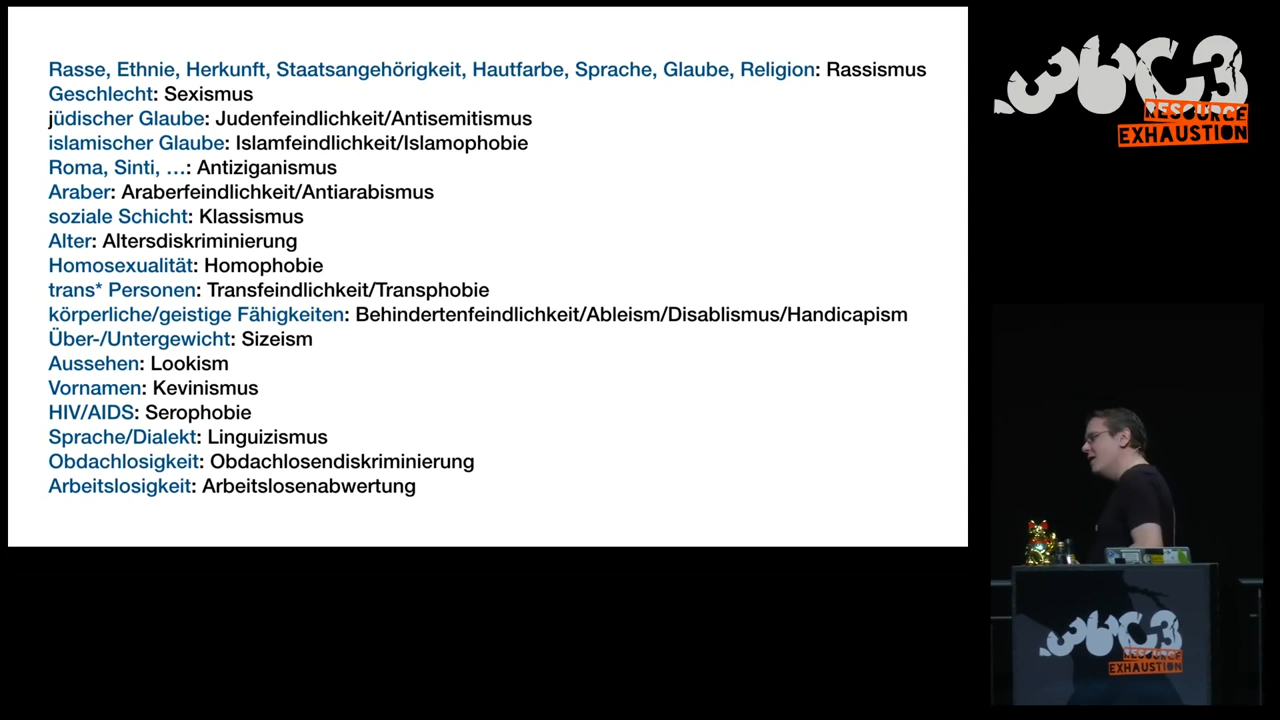 Rasse, Ethnie, Herkunft, Staatsangehörigkeit, Hautfarbe, Sprache, Glaube, Religion: Rassismus
Geschlecht: Sexismus
jüdischer Glaube: Judenfeindlichkeit/Antisemitismus
islamischer Glaube: Islamfeindlichkeit/Islamophobie
Roma, Sinti, …: Antiziganismus
Araber: Araberfeindlichkeit/Antiarabismus
soziale Schicht: Klassismus
Alter: Altersdiskriminierung
Homosexualität: Homophobie
trans* Personen: Transfeindlichkeit/Transphobie
körperliche/geistige Fähigkeiten: Behindertenfeindlichkeit/Ableism/Disablismus/Handicapism
Über-/Untergewicht: Sizeism
Aussehen: Lookism
Vornamen: Kevinismus
HIV/AIDS: Serophobie
Sprache/Dialekt: Linguizismus
Obdachlosigkeit: Obdachlosendiskriminierung
Arbeitslosigkeit: Arbeitslosenabwertung
36C3
RESOURCE
EXHAUSTION
36C3
RESOURCE
EXHAUSTION